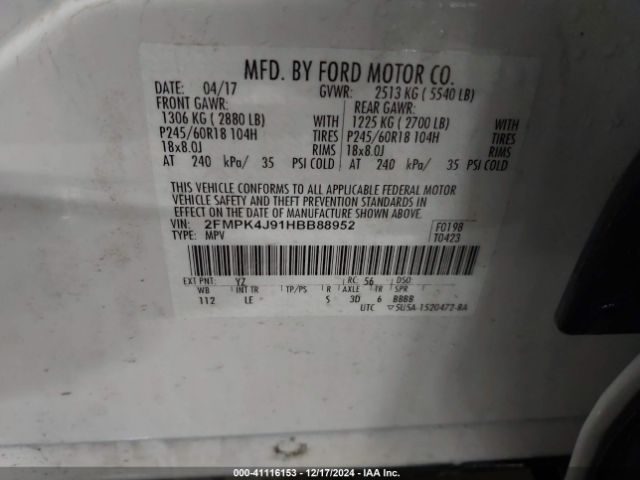 MFD. BY FORD MOTOR CO.
DATE: 04/17 GVWR: 2513 KG ( 5540 LB)
FRONT GAWR: REAR GAWR:
1306 KG ( 2880 LB) WITH 1225 KG ( 2700 LB) WITH
P245/60R18 104H TIRES P245/60R18 104H TIRES
18x8.0J RIMS 18x8.0J RIMS
AT 240 kPa/ 35 PSI COLD AT 240 kPa/ 35 PSI COLD
THIS VEHICLE CONFORMS TO ALL APPLICABLE FEDERAL MOTOR
VEHICLE SAFETY AND THEFT PREVENTION STANDARDS IN
EFFECT ON THE DATE OF MANUFACTURE SHOWN ABOVE.
VIN: 2FMPK4J91HBB88952 F0198
TYPE: MPV T0423
EXT PNT: YZ RC: 56 DSO:
WB INT TR TP/PS R AXLE TR SPR
112 LE S 3D 6 BBBB
UTC ▽5U5A-1520472-BA
000-41116153 — 12/17/2024 — IAA Inc.